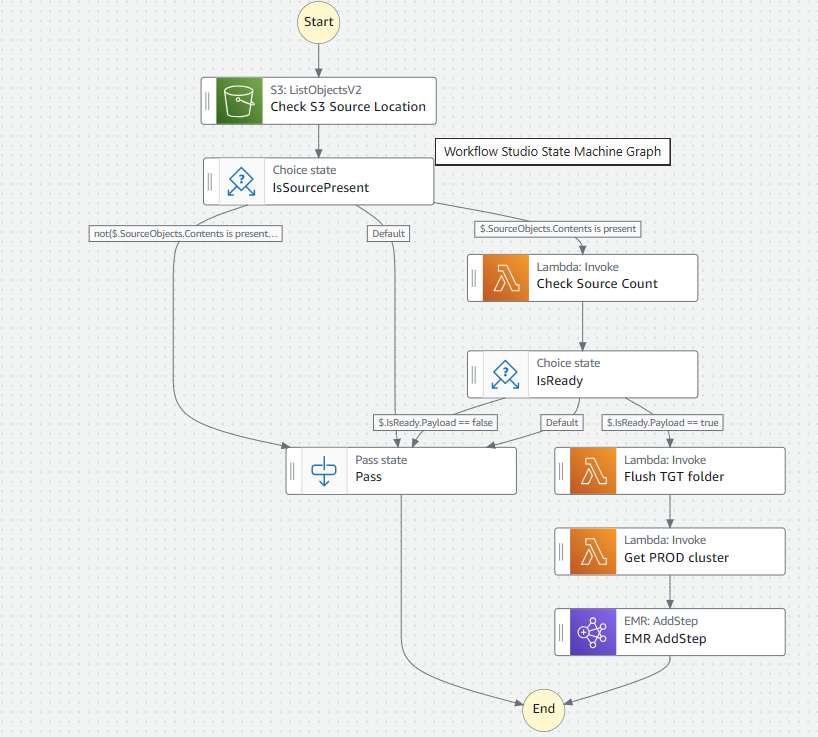 Start
S3: ListObjectsV2
Check S3 Source Location
Workflow Studio State Machine Graph
Choice state
IsSourcePresent
not($.SourceObjects.Contents is present...
Default
$.SourceObjects.Contents is present
Lambda: Invoke
Check Source Count
Choice state
IsReady
$.IsReady.Payload == false
Default
$.IsReady.Payload == true
Pass state
Pass
Lambda: Invoke
Flush TGT folder
Lambda: Invoke
Get PROD cluster
EMR: AddStep
EMR AddStep
End